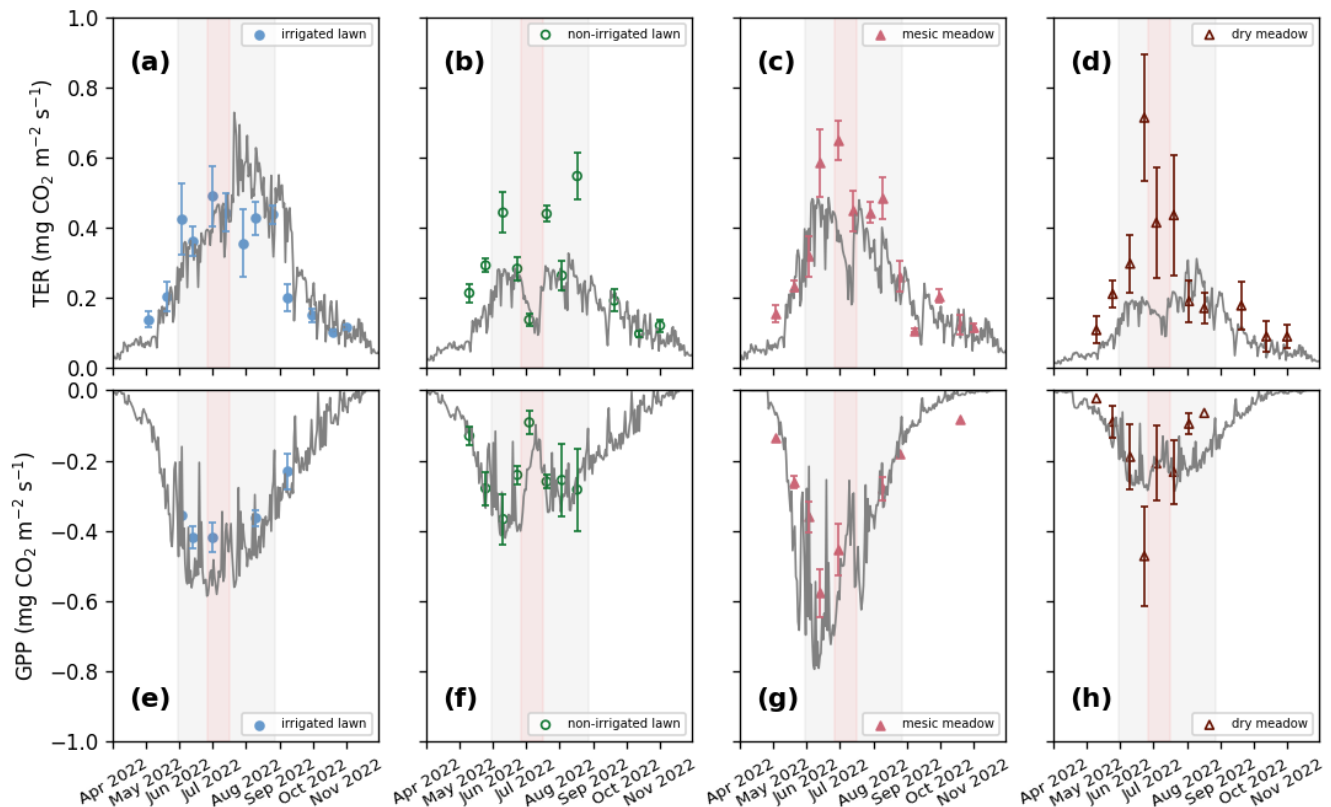 1.0
0.8
0.6
0.4
0.2
0.0
TER (mg CO₂ m⁻² s⁻¹)
(a)
irrigated lawn
(b)
non-irrigated lawn
(c)
mesic meadow
(d)
dry meadow
0.0
−0.2
−0.4
−0.6
−0.8
−1.0
GPP (mg CO₂ m⁻² s⁻¹)
(e)
irrigated lawn
(f)
non-irrigated lawn
(g)
mesic meadow
(h)
dry meadow
Apr 2022
May 2022
Jun 2022
Jul 2022
Aug 2022
Sep 2022
Oct 2022
Nov 2022
Apr 2022
May 2022
Jun 2022
Jul 2022
Aug 2022
Sep 2022
Oct 2022
Nov 2022
Apr 2022
May 2022
Jun 2022
Jul 2022
Aug 2022
Sep 2022
Oct 2022
Nov 2022
Apr 2022
May 2022
Jun 2022
Jul 2022
Aug 2022
Sep 2022
Oct 2022
Nov 2022